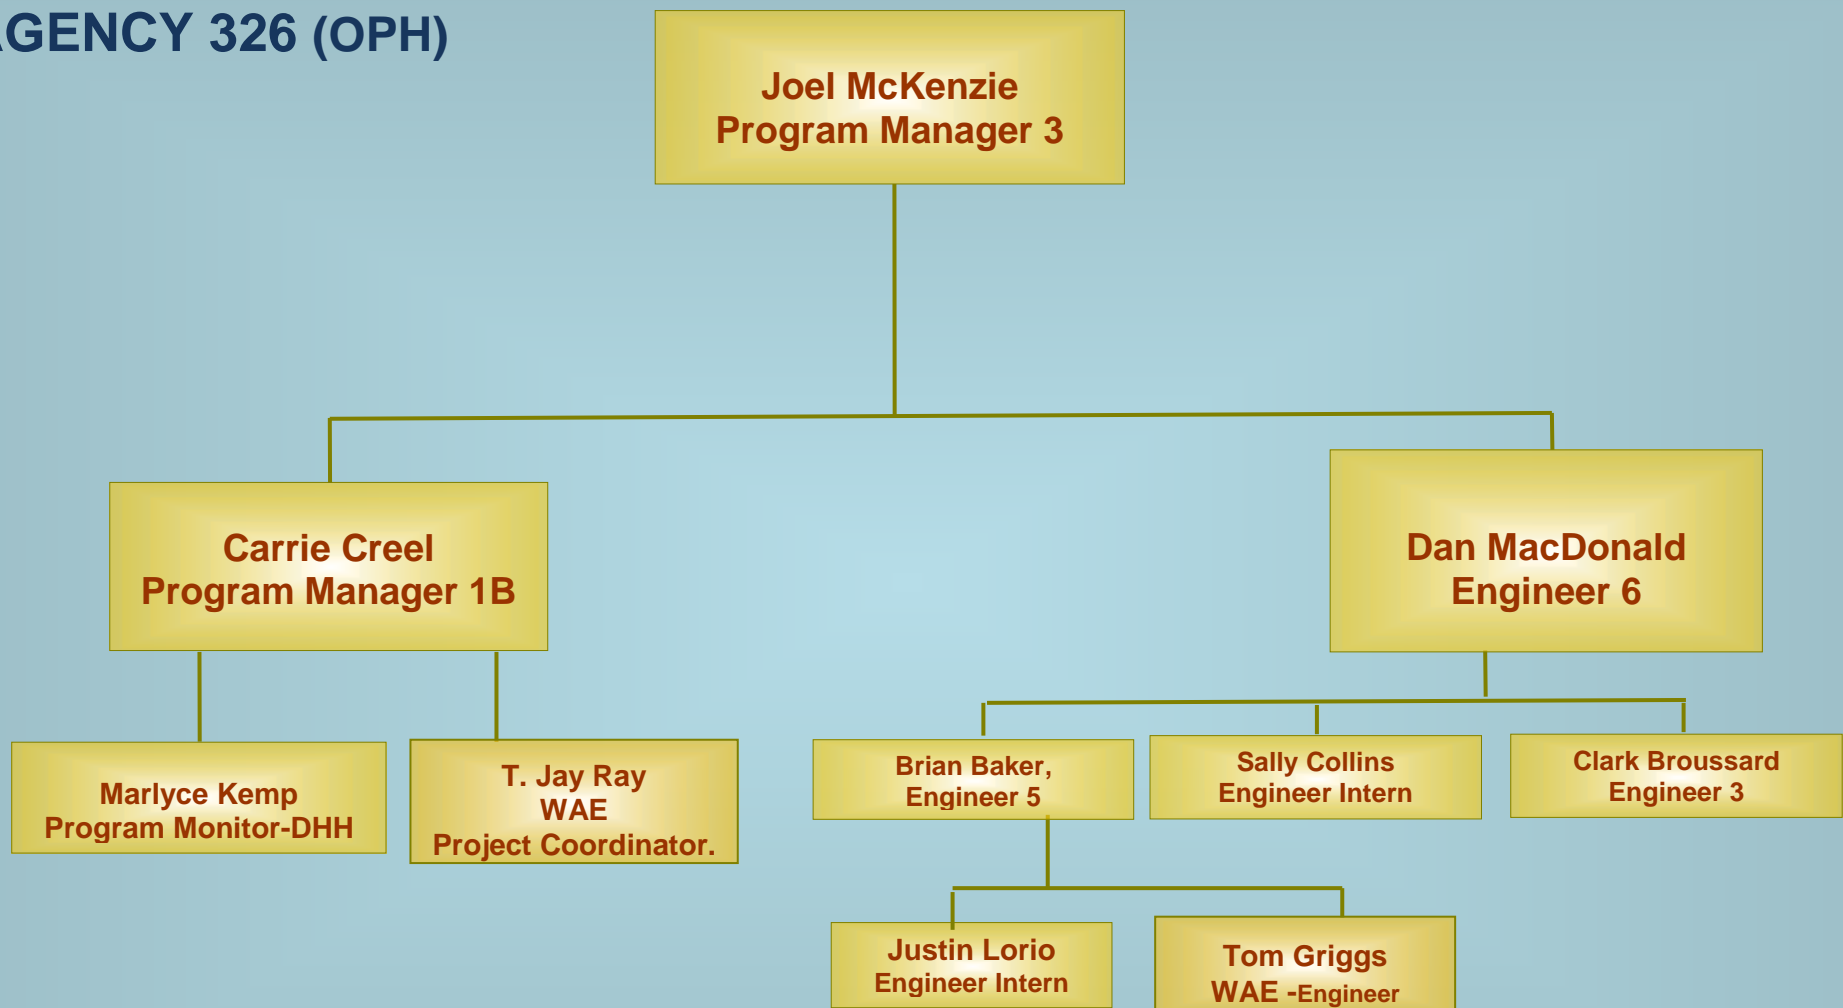 AGENCY 326 (OPH)
Joel McKenzie
Program Manager 3
Carrie Creel
Program Manager 1B
Dan MacDonald
Engineer 6
Marlyce Kemp
Program Monitor-DHH
T. Jay Ray
WAE
Project Coordinator.
Brian Baker,
Engineer 5
Sally Collins
Engineer Intern
Clark Broussard
Engineer 3
Justin Lorio
Engineer Intern
Tom Griggs
WAE -Engineer